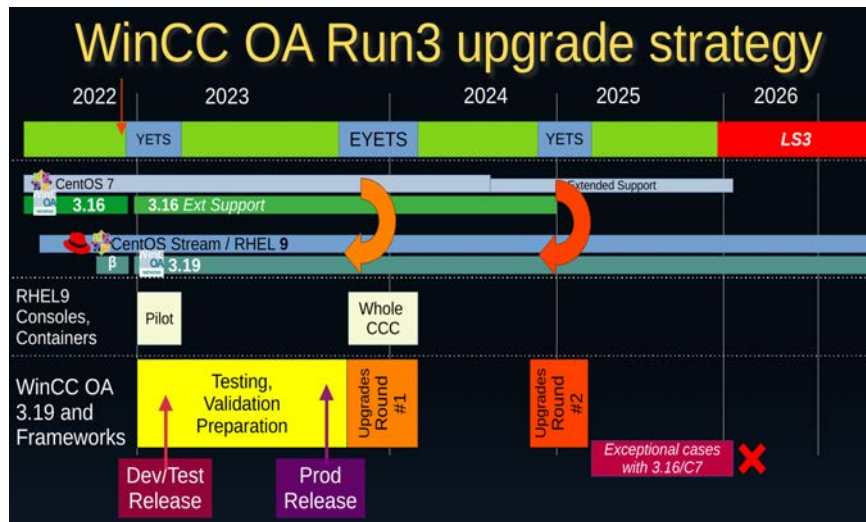 WinCC OA Run3 upgrade strategy
2022 2023 2024 2025 2026
YETS EYETS YETS LS3
CentOS 7 Extended Support
WinCC OA
3.16 3.16 Ext Support
CentOS Stream / RHEL 9
β 3.19
RHEL9
Consoles,
Containers
Pilot
Whole
CCC
WinCC OA
3.19 and
Frameworks
Testing,
Validation
Preparation
Upgrades
Round
#1
Upgrades
Round
#2
Exceptional cases
with 3.16/C7
Dev/Test
Release
Prod
Release